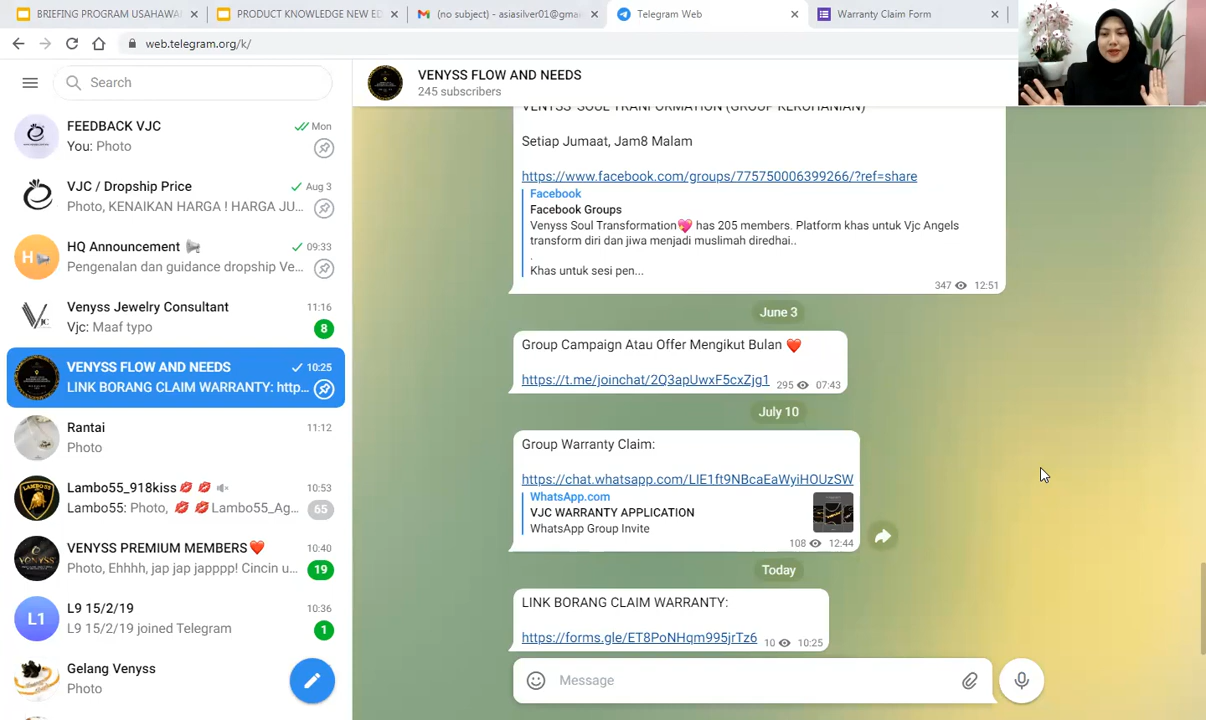 BRIEFING PROGRAM USAHAWA
PRODUCT KNOWLEDGE NEW ED
(no subject) - asiasilver01@gma
Telegram Web
Warranty Claim Form
web.telegram.org/k/
Search
FEEDBACK VJC
Mon
You: Photo
VJC / Dropship Price
Aug 3
Photo, KENAIKAN HARGA ! HARGA JU...
HQ Announcement 📢
09:33
Pengenalan dan guidance dropship Ve...
Venyss Jewelry Consultant
11:16
Vjc: Maaf typo
8
VENYSS FLOW AND NEEDS
10:25
LINK BORANG CLAIM WARRANTY: http...
Rantai
11:12
Photo
Lambo55_918kiss💋 💋
10:53
Lambo55: Photo, 💋 💋Lambo55_Ag...
65
VENYSS PREMIUM MEMBERS❤️
10:40
Photo, Ehhhh, jap jap japppp! Cincin u...
19
L9 15/2/19
10:36
L9 15/2/19 joined Telegram
1
Gelang Venyss
Photo
VENYSS FLOW AND NEEDS
245 subscribers
VENYSS SOUL TRANFORMATION (GROUP KEROHANIAN)
Setiap Jumaat, Jam8 Malam
https://www.facebook.com/groups/775750006399266/?ref=share
Facebook
Facebook Groups
Venyss Soul Transformation💖 has 205 members. Platform khas untuk Vjc Angels
transform diri dan jiwa menjadi muslimah diredhai..
.
Khas untuk sesi pen...
347 12:51
June 3
Group Campaign Atau Offer Mengikut Bulan ❤️
https://t.me/joinchat/2Q3apUwxF5cxZjg1
295 07:43
July 10
Group Warranty Claim:
https://chat.whatsapp.com/LIE1ft9NBcaEaWyiHOUzSW
WhatsApp.com
VJC WARRANTY APPLICATION
WhatsApp Group Invite
108 12:44
Today
LINK BORANG CLAIM WARRANTY:
https://forms.gle/ET8PoNHqm995jrTz6
10 10:25
Message